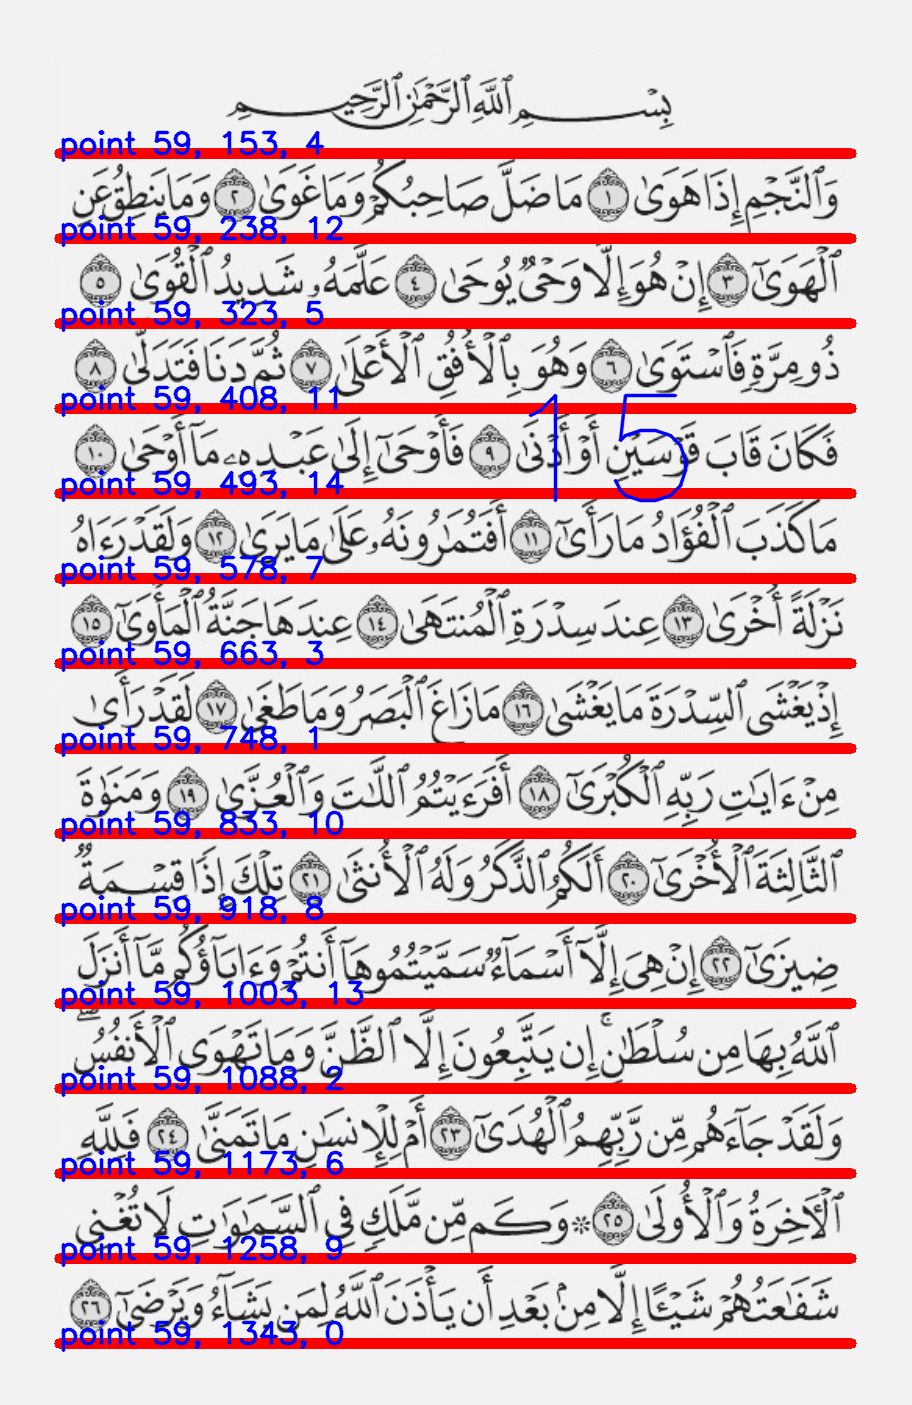 بِسْمِ ٱللَّهِ ٱلرَّحْمَٰنِ ٱلرَّحِيمِ
point 59, 153, 4
وَٱلنَّجْمِ إِذَا هَوَىٰ ١ مَا ضَلَّ صَاحِبُكُمْ وَمَا غَوَىٰ ٢ وَمَا يَنطِقُ عَنِ
point 59, 238, 12
ٱلْهَوَىٰٓ ٣ إِنْ هُوَ إِلَّا وَحْىٌ يُوحَىٰ ٤ عَلَّمَهُۥ شَدِيدُ ٱلْقُوَىٰ ٥
point 59, 323, 5
ذُو مِرَّةٍ فَٱسْتَوَىٰ ٦ وَهُوَ بِٱلْأُفُقِ ٱلْأَعْلَىٰ ٧ ثُمَّ دَنَا فَتَدَلَّىٰ ٨
point 59, 408, 11
15
فَكَانَ قَابَ قَوْسَيْنِ أَوْ أَدْنَىٰ ٩ فَأَوْحَىٰٓ إِلَىٰ عَبْدِهِۦ مَآ أَوْحَىٰ ١٠
point 59, 493, 14
مَا كَذَبَ ٱلْفُؤَادُ مَا رَأَىٰٓ ١١ أَفَتُمَٰرُونَهُۥ عَلَىٰ مَا يَرَىٰ ١٢ وَلَقَدْ رَءَاهُ
point 59, 578, 7
نَزْلَةً أُخْرَىٰ ١٣ عِندَ سِدْرَةِ ٱلْمُنتَهَىٰ ١٤ عِندَهَا جَنَّةُ ٱلْمَأْوَىٰٓ ١٥
point 59, 663, 3
إِذْ يَغْشَى ٱلسِّدْرَةَ مَا يَغْشَىٰ ١٦ مَا زَاغَ ٱلْبَصَرُ وَمَا طَغَىٰ ١٧ لَقَدْ رَأَىٰ
point 59, 748, 1
مِنْ ءَايَٰتِ رَبِّهِ ٱلْكُبْرَىٰٓ ١٨ أَفَرَءَيْتُمُ ٱللَّٰتَ وَٱلْعُزَّىٰ ١٩ وَمَنَوٰةَ
point 59, 833, 10
ٱلثَّالِثَةَ ٱلْأُخْرَىٰٓ ٢٠ أَلَكُمُ ٱلذَّكَرُ وَلَهُ ٱلْأُنثَىٰ ٢١ تِلْكَ إِذًا قِسْمَةٌ
point 59, 918, 8
ضِيزَىٰٓ ٢٢ إِنْ هِىَ إِلَّآ أَسْمَآءٌ سَمَّيْتُمُوهَآ أَنتُمْ وَءَابَآؤُكُم مَّآ أَنزَلَ
point 59, 1003, 13
ٱللَّهُ بِهَا مِن سُلْطَٰنٍ ۚ إِن يَتَّبِعُونَ إِلَّا ٱلظَّنَّ وَمَا تَهْوَى ٱلْأَنفُسُ ۖ
point 59, 1088, 2
وَلَقَدْ جَآءَهُم مِّن رَّبِّهِمُ ٱلْهُدَىٰٓ ٢٣ أَمْ لِلْإِنسَٰنِ مَا تَمَنَّىٰ ٢٤ فَلِلَّهِ
point 59, 1173, 6
ٱلْءَاخِرَةُ وَٱلْأُولَىٰ ٢٥ ۞ وَكَم مِّن مَّلَكٍ فِى ٱلسَّمَٰوَٰتِ لَا تُغْنِى
point 59, 1258, 9
شَفَٰعَتُهُمْ شَيْـًٔا إِلَّا مِنۢ بَعْدِ أَن يَأْذَنَ ٱللَّهُ لِمَن يَشَآءُ وَيَرْضَىٰٓ ٢٦
point 59, 1343, 0